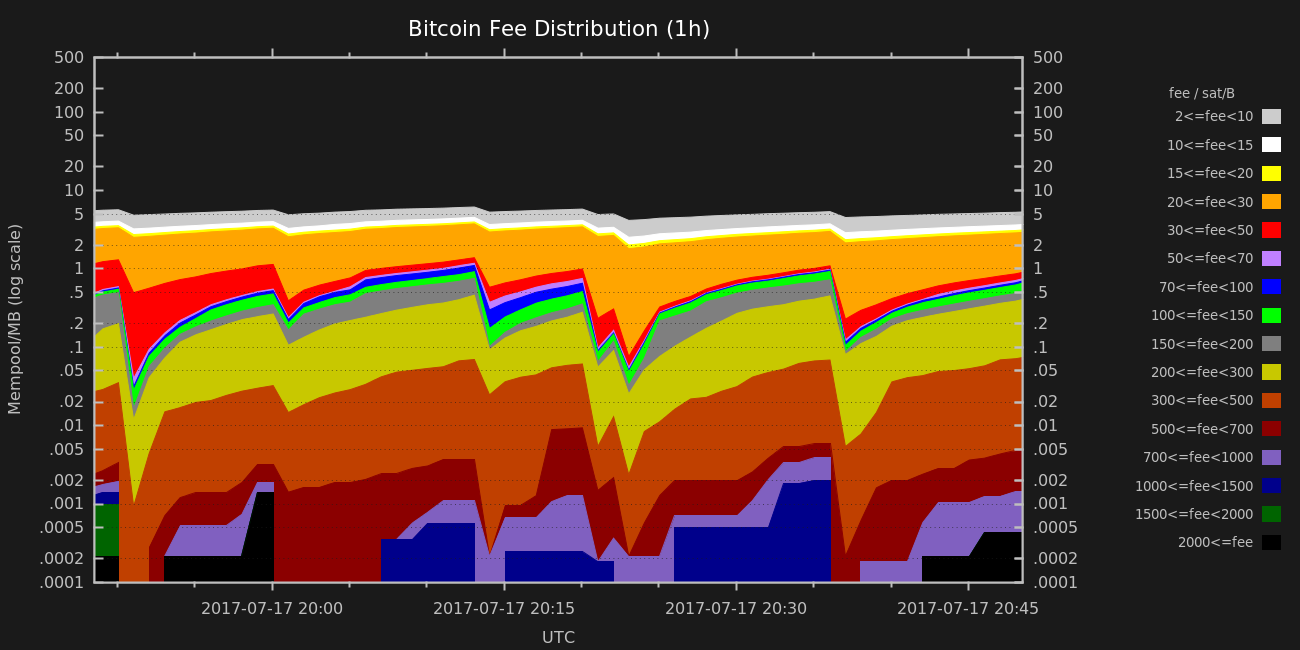 Bitcoin Fee Distribution (1h)
500 500
200 200
100 100
50 50
20 20
10 10
5 5
2 2
1 1
.5 .5
.2 .2
.1 .1
.05 .05
.02 .02
.01 .01
.005 .005
.002 .002
.001 .001
.0005 .0005
.0002 .0002
.0001 .0001
Mempool/MB (log scale)
2017-07-17 20:00 2017-07-17 20:15 2017-07-17 20:30 2017-07-17 20:45
UTC
fee / sat/B
2<=fee<10
10<=fee<15
15<=fee<20
20<=fee<30
30<=fee<50
50<=fee<70
70<=fee<100
100<=fee<150
150<=fee<200
200<=fee<300
300<=fee<500
500<=fee<700
700<=fee<1000
1000<=fee<1500
1500<=fee<2000
2000<=fee